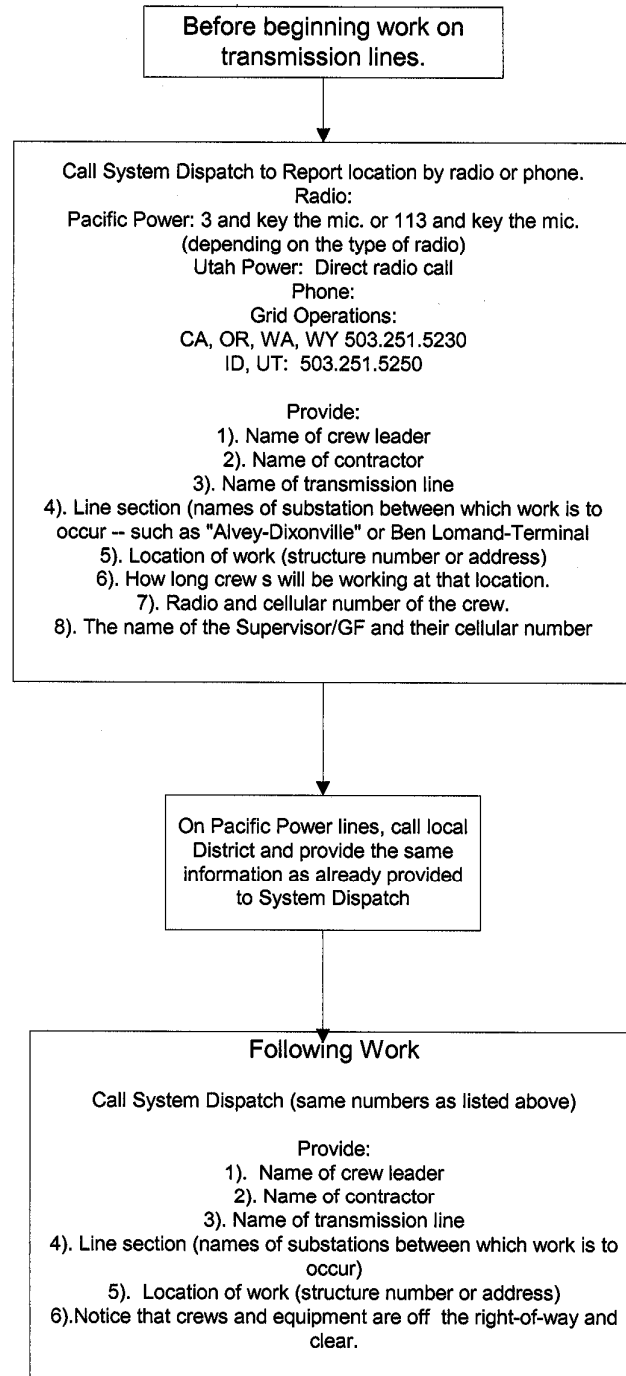 Before beginning work on
transmission lines.
Call System Dispatch to Report location by radio or phone.
Radio:
Pacific Power: 3 and key the mic. or 113 and key the mic.
(depending on the type of radio)
Utah Power: Direct radio call
Phone:
Grid Operations:
CA, OR, WA, WY 503.251.5230
ID, UT: 503.251.5250
Provide:
1). Name of crew leader
2). Name of contractor
3). Name of transmission line
4). Line section (names of substation between which work is to
occur -- such as "Alvey-Dixonville" or Ben Lomand-Terminal
5). Location of work (structure number or address)
6). How long crew s will be working at that location.
7). Radio and cellular number of the crew.
8). The name of the Supervisor/GF and their cellular number
On Pacific Power lines, call local
District and provide the same
information as already provided
to System Dispatch
Following Work
Call System Dispatch (same numbers as listed above)
Provide:
1). Name of crew leader
2). Name of contractor
3). Name of transmission line
4). Line section (names of substations between which work is to
occur)
5). Location of work (structure number or address)
6).Notice that crews and equipment are off the right-of-way and
clear.